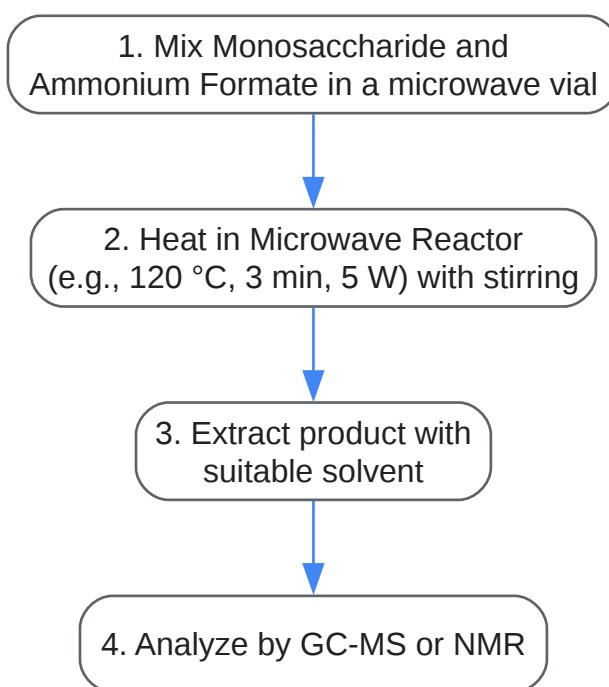 1. Mix Monosaccharide and
Ammonium Formate in a microwave vial
2. Heat in Microwave Reactor
(e.g., 120 °C, 3 min, 5 W) with stirring
3. Extract product with
suitable solvent
4. Analyze by GC-MS or NMR